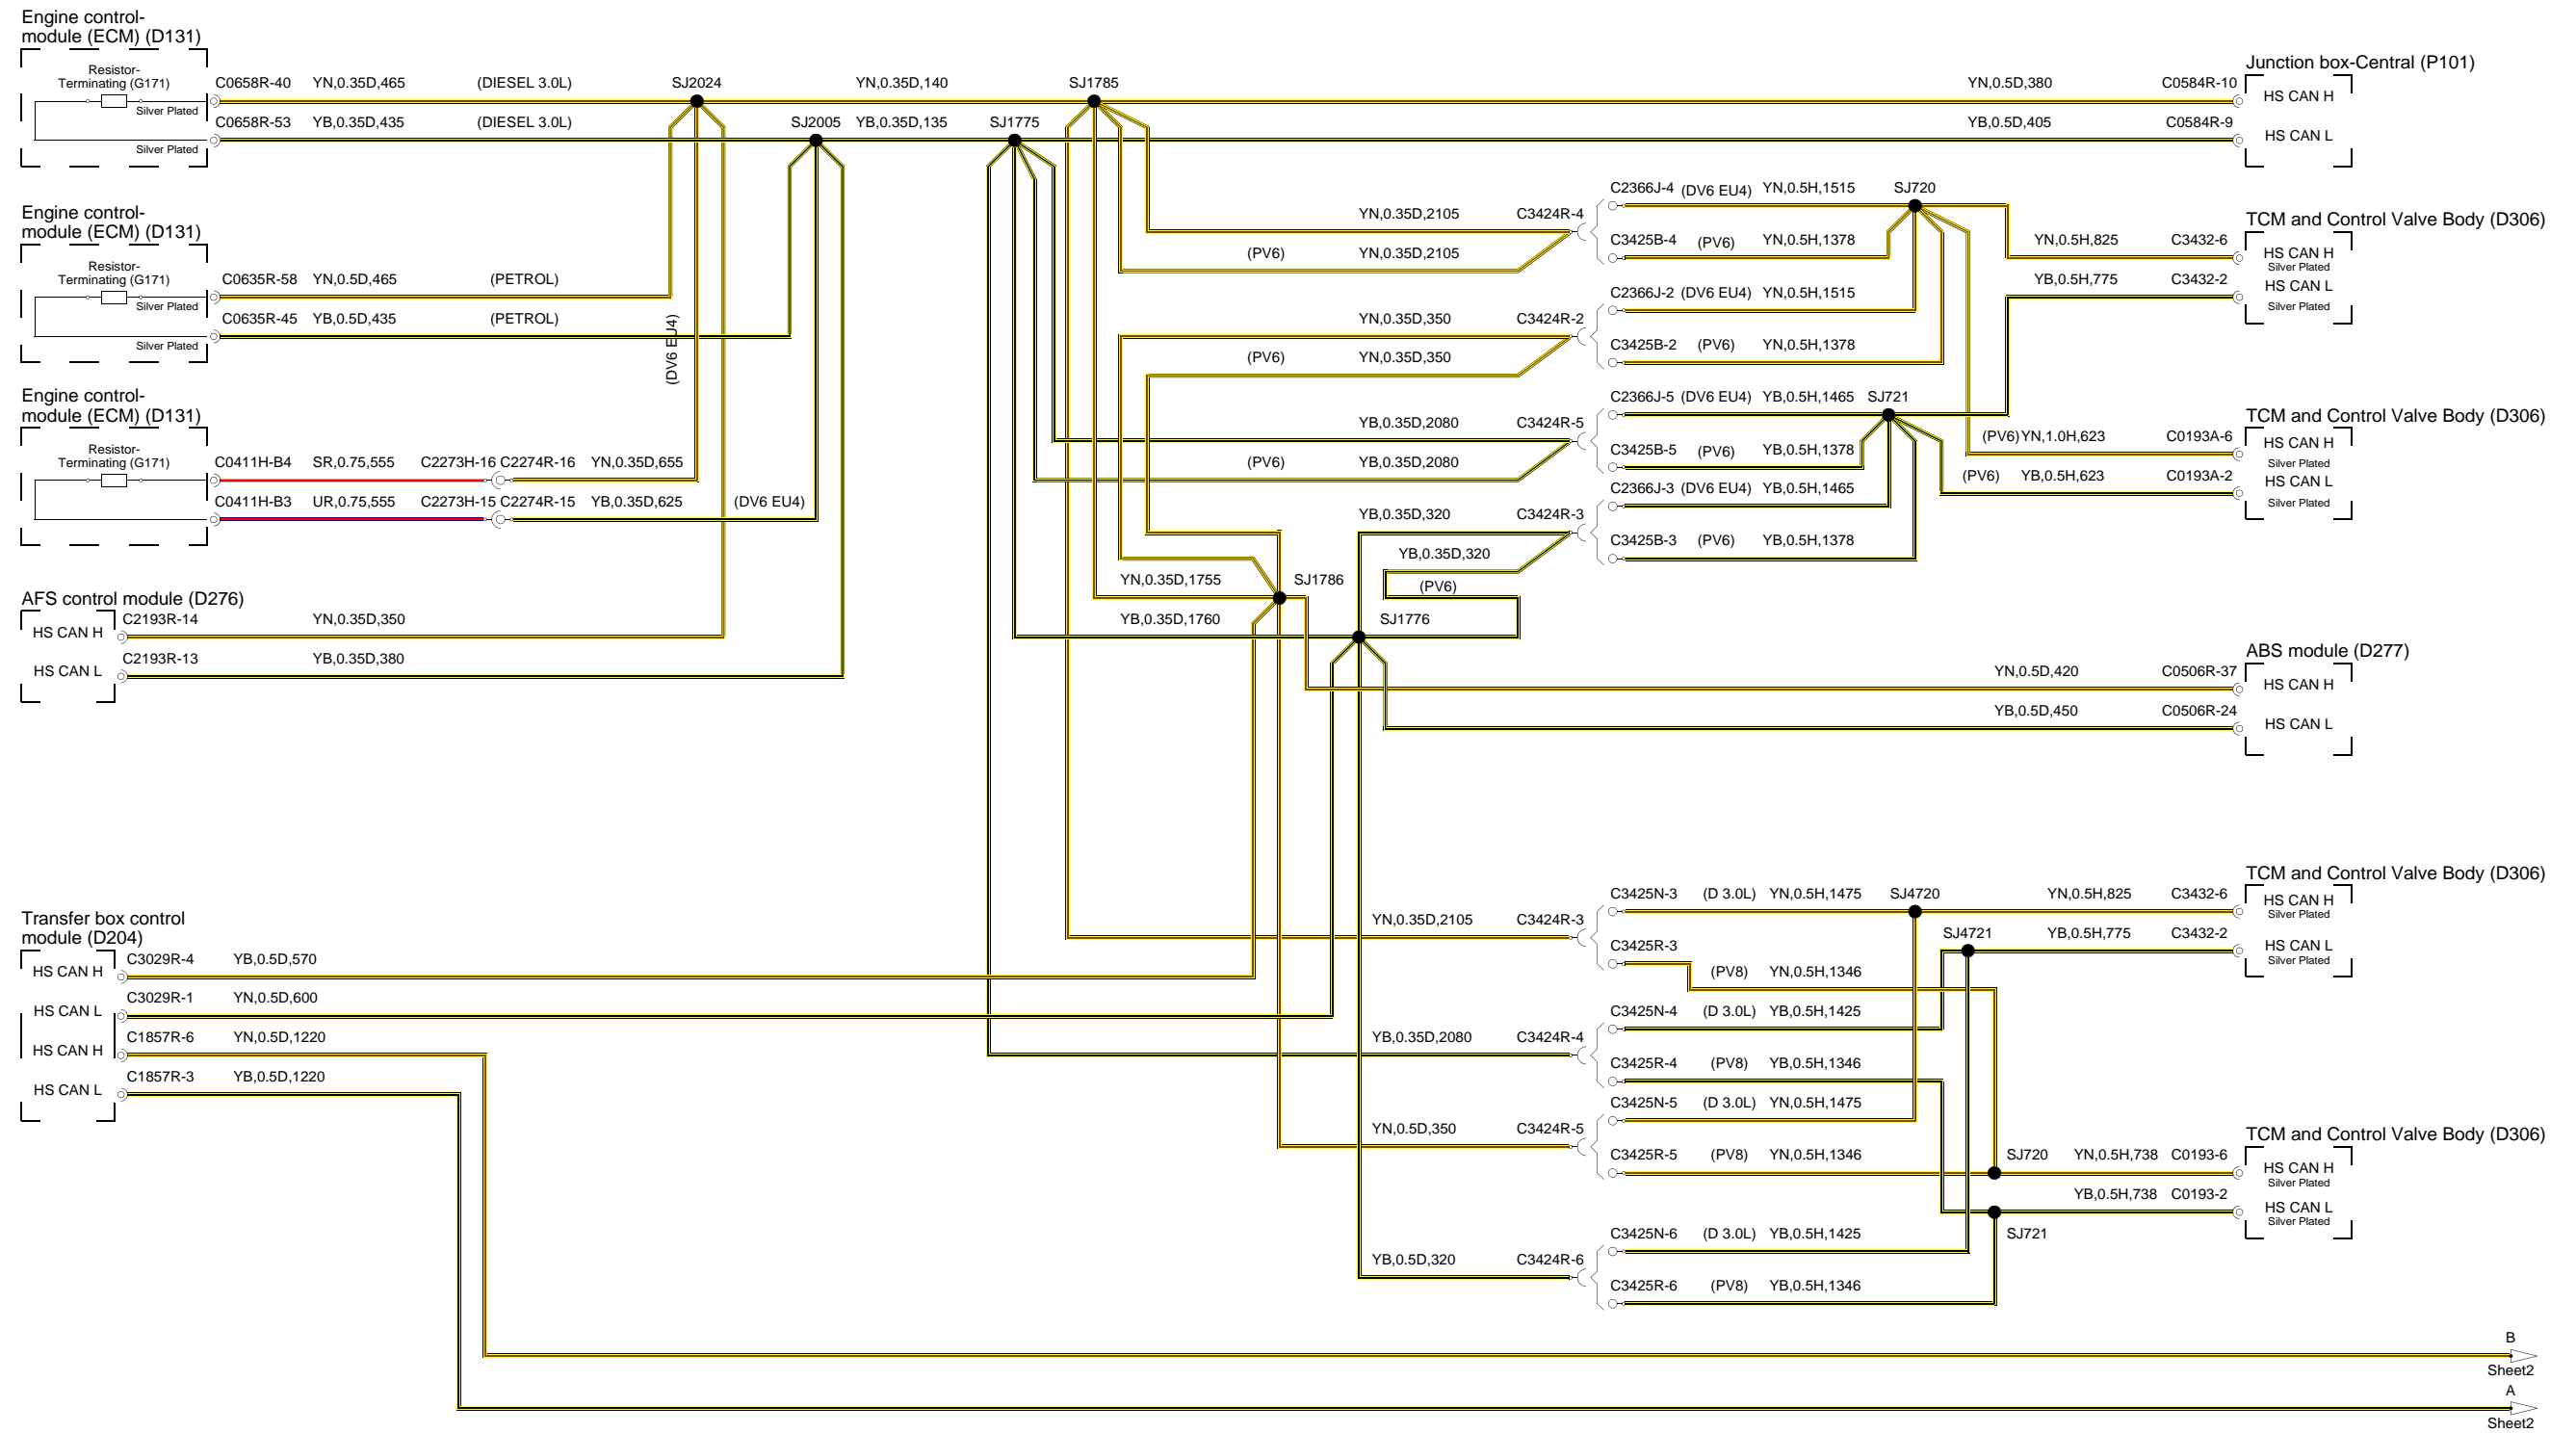 Engine control-
module (ECM) (D131)
Resistor-
Terminating (G171)
Silver Plated
Silver Plated
C0658R-40 YN,0.35D,465 (DIESEL 3.0L) SJ2024 YN,0.35D,140 SJ1785 YN,0.5D,380 C0584R-10
C0658R-53 YB,0.35D,435 (DIESEL 3.0L) SJ2005 YB,0.35D,135 SJ1775 YB,0.5D,405 C0584R-9
Junction box-Central (P101)
HS CAN H
HS CAN L
Engine control-
module (ECM) (D131)
Resistor-
Terminating (G171)
Silver Plated
Silver Plated
C0635R-58 YN,0.5D,465 (PETROL)
C0635R-45 YB,0.5D,435 (PETROL)
(DV6 EU4)
Engine control-
module (ECM) (D131)
Resistor-
Terminating (G171)
C0411H-B4 SR,0.75,555 C2273H-16 C2274R-16 YN,0.35D,655
C0411H-B3 UR,0.75,555 C2273H-15 C2274R-15 YB,0.35D,625 (DV6 EU4)
AFS control module (D276)
HS CAN H C2193R-14 YN,0.35D,350
HS CAN L C2193R-13 YB,0.35D,380
Transfer box control
module (D204)
HS CAN H C3029R-4 YB,0.5D,570
HS CAN L C3029R-1 YN,0.5D,600
HS CAN H C1857R-6 YN,0.5D,1220
HS CAN L C1857R-3 YB,0.5D,1220
YN,0.35D,2105 C3424R-4
(PV6) YN,0.35D,2105
C2366J-4 (DV6 EU4) YN,0.5H,1515 SJ720
C3425B-4 (PV6) YN,0.5H,1378
YN,0.35D,350 C3424R-2
(PV6) YN,0.35D,350
C2366J-2 (DV6 EU4) YN,0.5H,1515
C3425B-2 (PV6) YN,0.5H,1378
YB,0.35D,2080 C3424R-5
(PV6) YB,0.35D,2080
C2366J-5 (DV6 EU4) YB,0.5H,1465 SJ721
C3425B-5 (PV6) YB,0.5H,1378
YB,0.35D,320 C3424R-3
YB,0.35D,320
(PV6)
C2366J-3 (DV6 EU4) YB,0.5H,1465
C3425B-3 (PV6) YB,0.5H,1378
YN,0.35D,1755 SJ1786
YB,0.35D,1760 SJ1776
TCM and Control Valve Body (D306)
YN,0.5H,825 C3432-6
HS CAN H
Silver Plated
YB,0.5H,775 C3432-2
HS CAN L
Silver Plated
TCM and Control Valve Body (D306)
(PV6) YN,1.0H,623 C0193A-6
HS CAN H
Silver Plated
(PV6) YB,0.5H,623 C0193A-2
HS CAN L
Silver Plated
ABS module (D277)
YN,0.5D,420 C0506R-37 HS CAN H
YB,0.5D,450 C0506R-24 HS CAN L
YN,0.35D,2105 C3424R-3
C3425N-3 (D 3.0L) YN,0.5H,1475 SJ4720
C3425R-3
(PV8) YN,0.5H,1346
YB,0.35D,2080 C3424R-4
C3425N-4 (D 3.0L) YB,0.5H,1425 SJ4721
C3425R-4 (PV8) YB,0.5H,1346
YN,0.5D,350 C3424R-5
C3425N-5 (D 3.0L) YN,0.5H,1475
C3425R-5 (PV8) YN,0.5H,1346
YB,0.5D,320 C3424R-6
C3425N-6 (D 3.0L) YB,0.5H,1425
C3425R-6 (PV8) YB,0.5H,1346
TCM and Control Valve Body (D306)
YN,0.5H,825 C3432-6
HS CAN H
Silver Plated
YB,0.5H,775 C3432-2
HS CAN L
Silver Plated
TCM and Control Valve Body (D306)
SJ720 YN,0.5H,738 C0193-6
HS CAN H
Silver Plated
YB,0.5H,738 C0193-2
HS CAN L
Silver Plated
SJ721
B
Sheet2
A
Sheet2